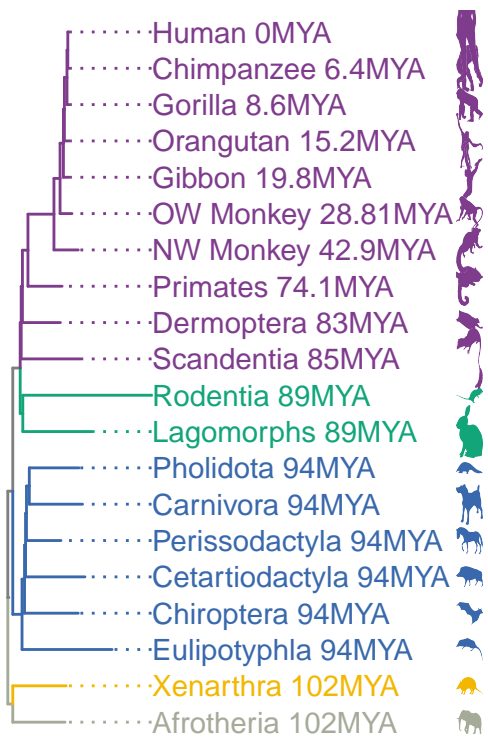 Human 0MYA
Chimpanzee 6.4MYA
Gorilla 8.6MYA
Orangutan 15.2MYA
Gibbon 19.8MYA
OW Monkey 28.81MYA
NW Monkey 42.9MYA
Primates 74.1MYA
Dermoptera 83MYA
Scandentia 85MYA
Rodentia 89MYA
Lagomorphs 89MYA
Pholidota 94MYA
Carnivora 94MYA
Perissodactyla 94MYA
Cetartiodactyla 94MYA
Chiroptera 94MYA
Eulipotyphla 94MYA
Xenarthra 102MYA
Afrotheria 102MYA